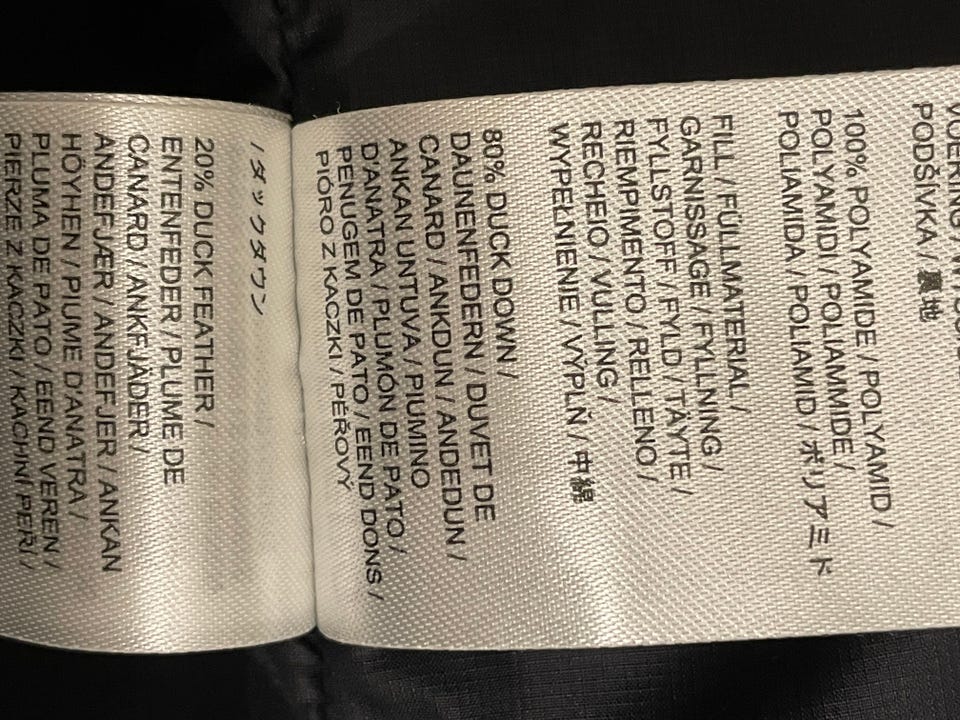 PODŠÍVKA / 裏地
100% POLYAMIDE / POLYAMID /
POLYAMIDI / POLIAMMIDE /
POLIAMIDA / POLIAMID / ポリアミド
FILL / FÜLLMATERIAL /
GARNISSAGE / FYLLNING /
FYLLSTOFF / FYLD / TÄYTE /
RIEMPIMENTO / RELLENO /
RECHEIO / VULLING /
WYPEŁNIENIE / VÝPLŇ / 中綿
80% DUCK DOWN /
DAUNENFEDERN / DUVET DE
CANARD / ANKDUN / ANDEDUN /
ANKAN UNTUVA / PIUMINO
D'ANATRA / PLUMÓN DE PATO /
PENUGEM DE PATO / EEND DONS /
PIÓRO Z KACZKI / PÉŘOVÝ
/ ダックダウン
20% DUCK FEATHER /
ENTENFEDER / PLUME DE
CANARD / ANKFJÄDER /
ANDEFJÆR / ANDEFJER / ANKAN
HÖYHEN / PIUME D'ANATRA /
PLUMA DE PATO / EEND VEREN /
PIERZE Z KACZKI / KACHNÍ PEŘÍ /